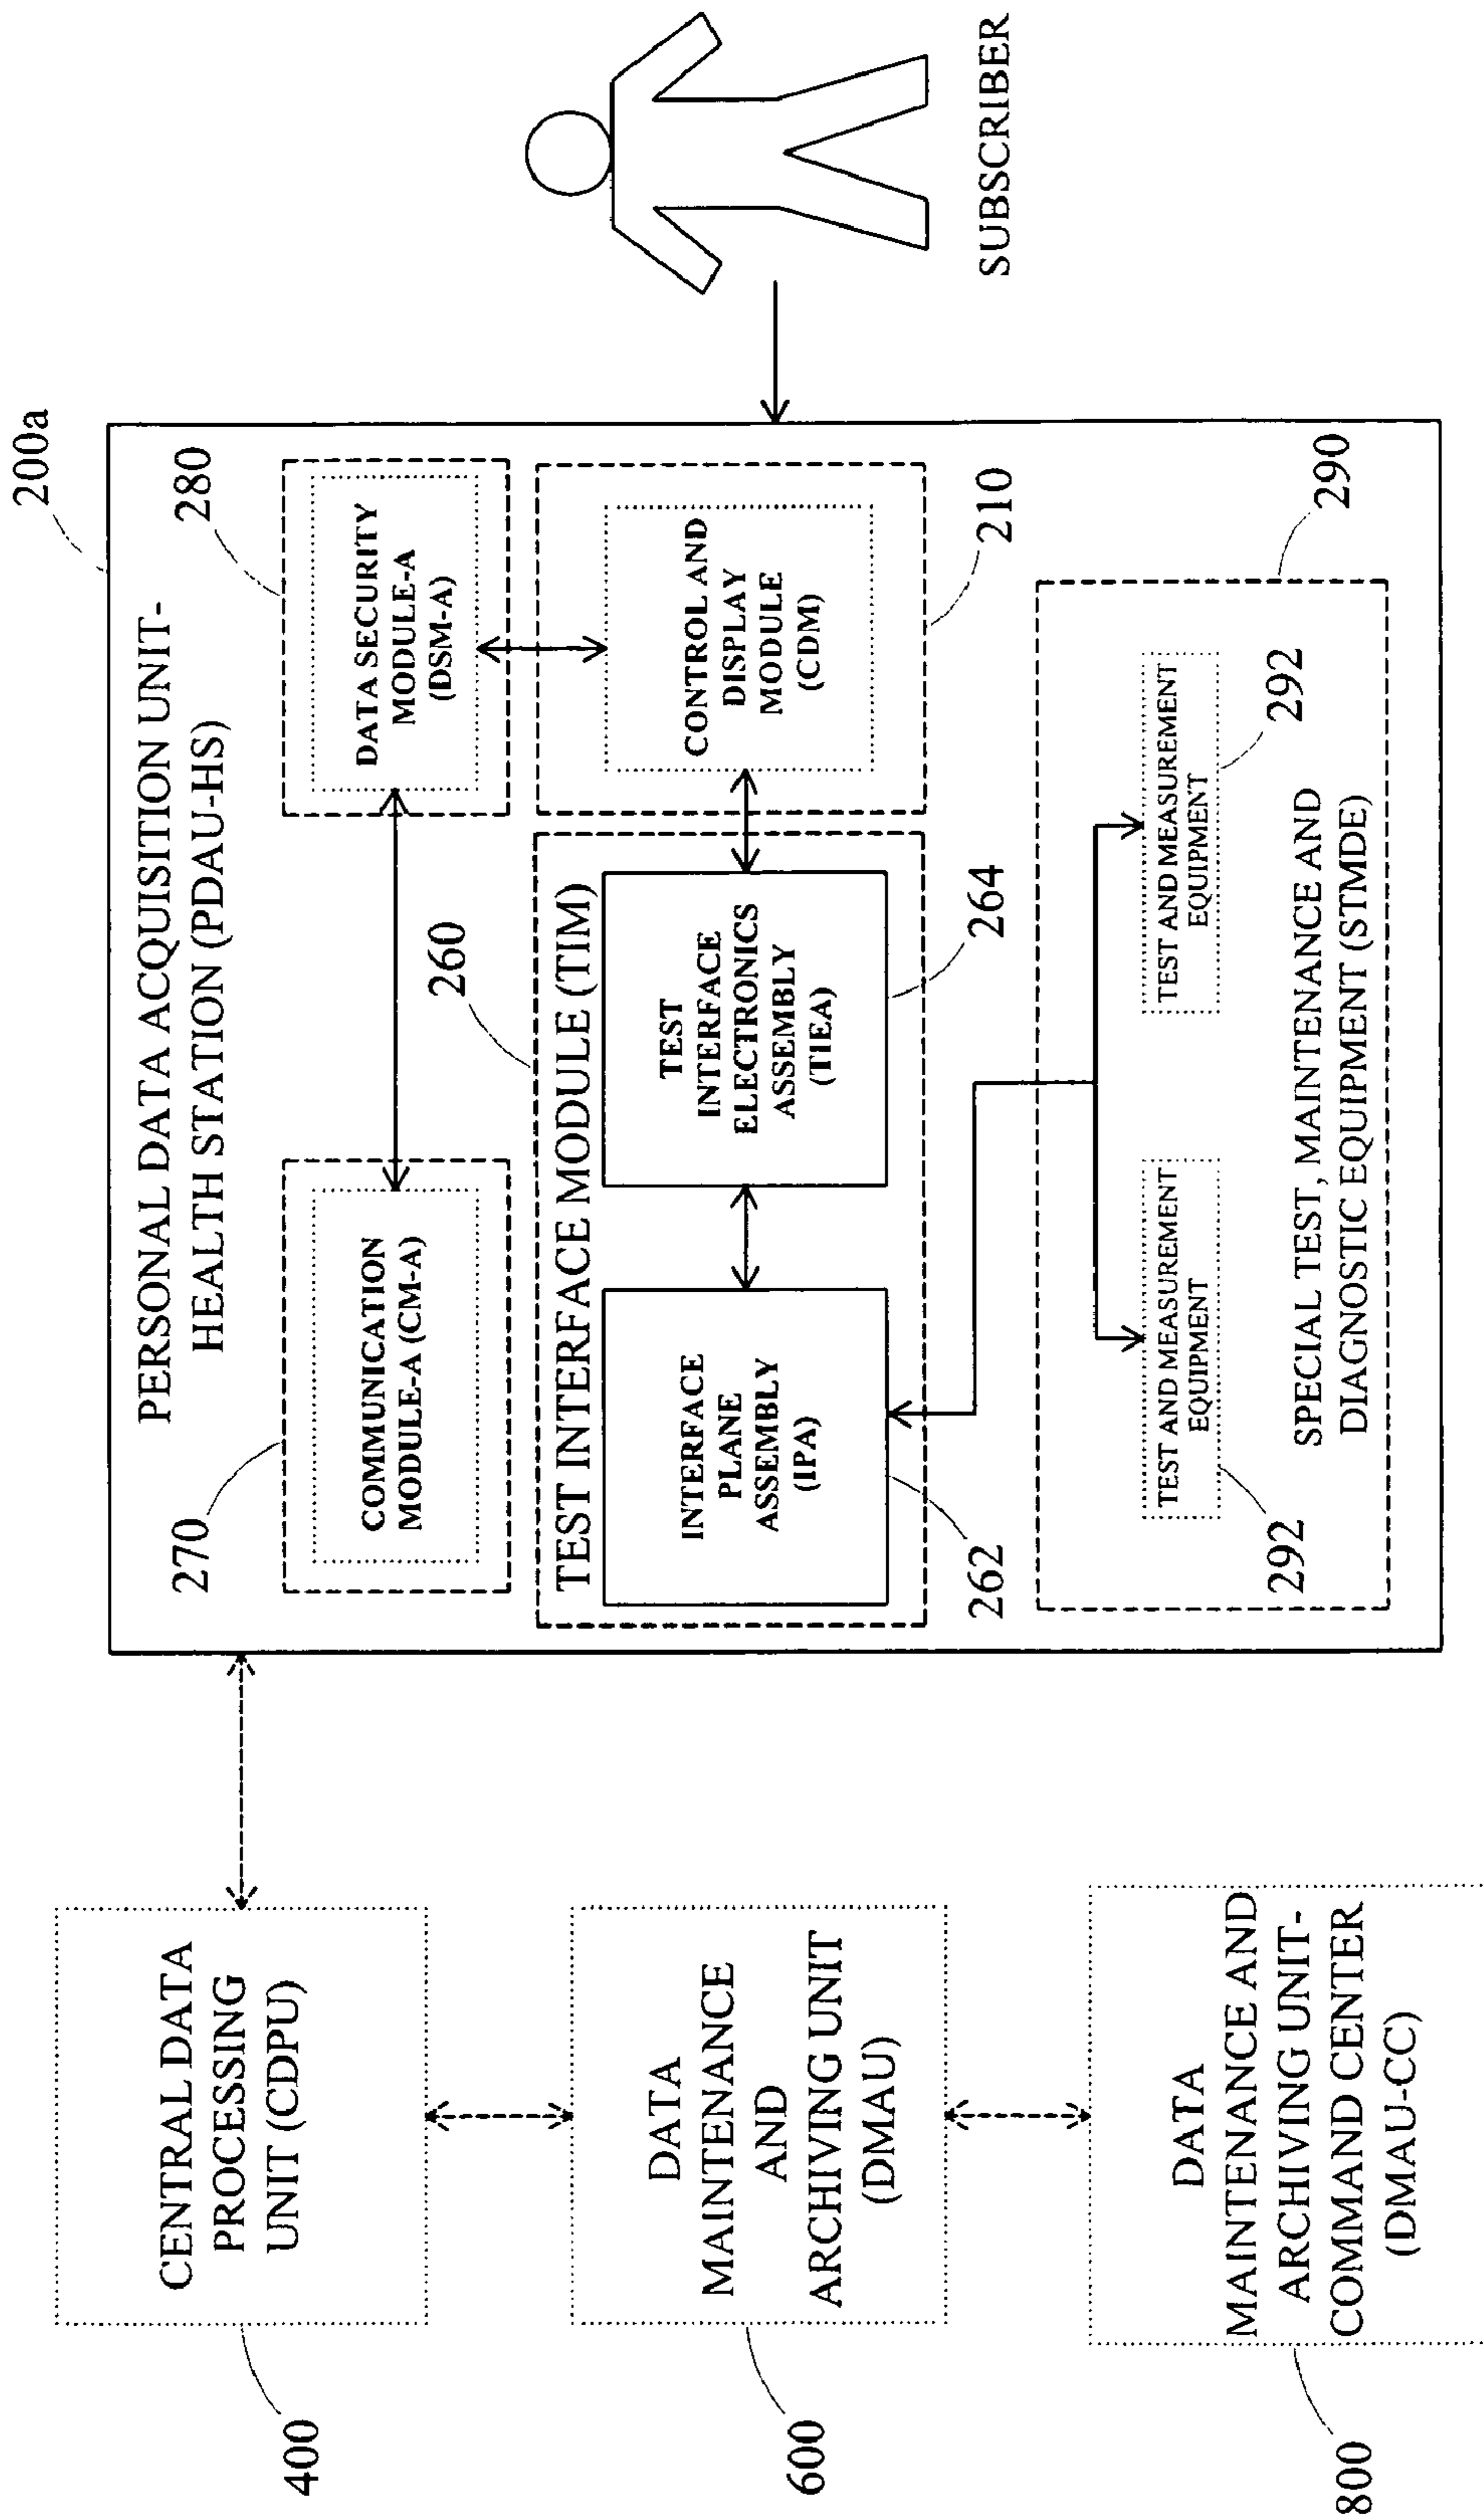 200a
PERSONAL DATA ACQUISITION UNIT-
HEALTH STATION (PDAU-HS)
400
CENTRAL DATA
PROCESSING
UNIT (CDPU)
270
COMMUNICATION
MODULE-A (CM-A)
280
DATA SECURITY
MODULE-A
(DSM-A)
260
TEST INTERFACE MODULE (TIM)
INTERFACE
PLANE
ASSEMBLY
(IPA)
262
TEST
INTERFACE
ELECTRONICS
ASSEMBLY
(TIEA)
264
CONTROL AND
DISPLAY
MODULE
(CDM)
210
SUBSCRIBER
600
DATA
MAINTENANCE
AND
ARCHIVING UNIT
(DMAU)
290
TEST AND MEASUREMENT
EQUIPMENT
292
TEST AND MEASUREMENT
EQUIPMENT
292
SPECIAL TEST, MAINTENANCE AND
DIAGNOSTIC EQUIPMENT (STMDE)
800
DATA
MAINTENANCE AND
ARCHIVING UNIT-
COMMAND CENTER
(DMAU-CC)